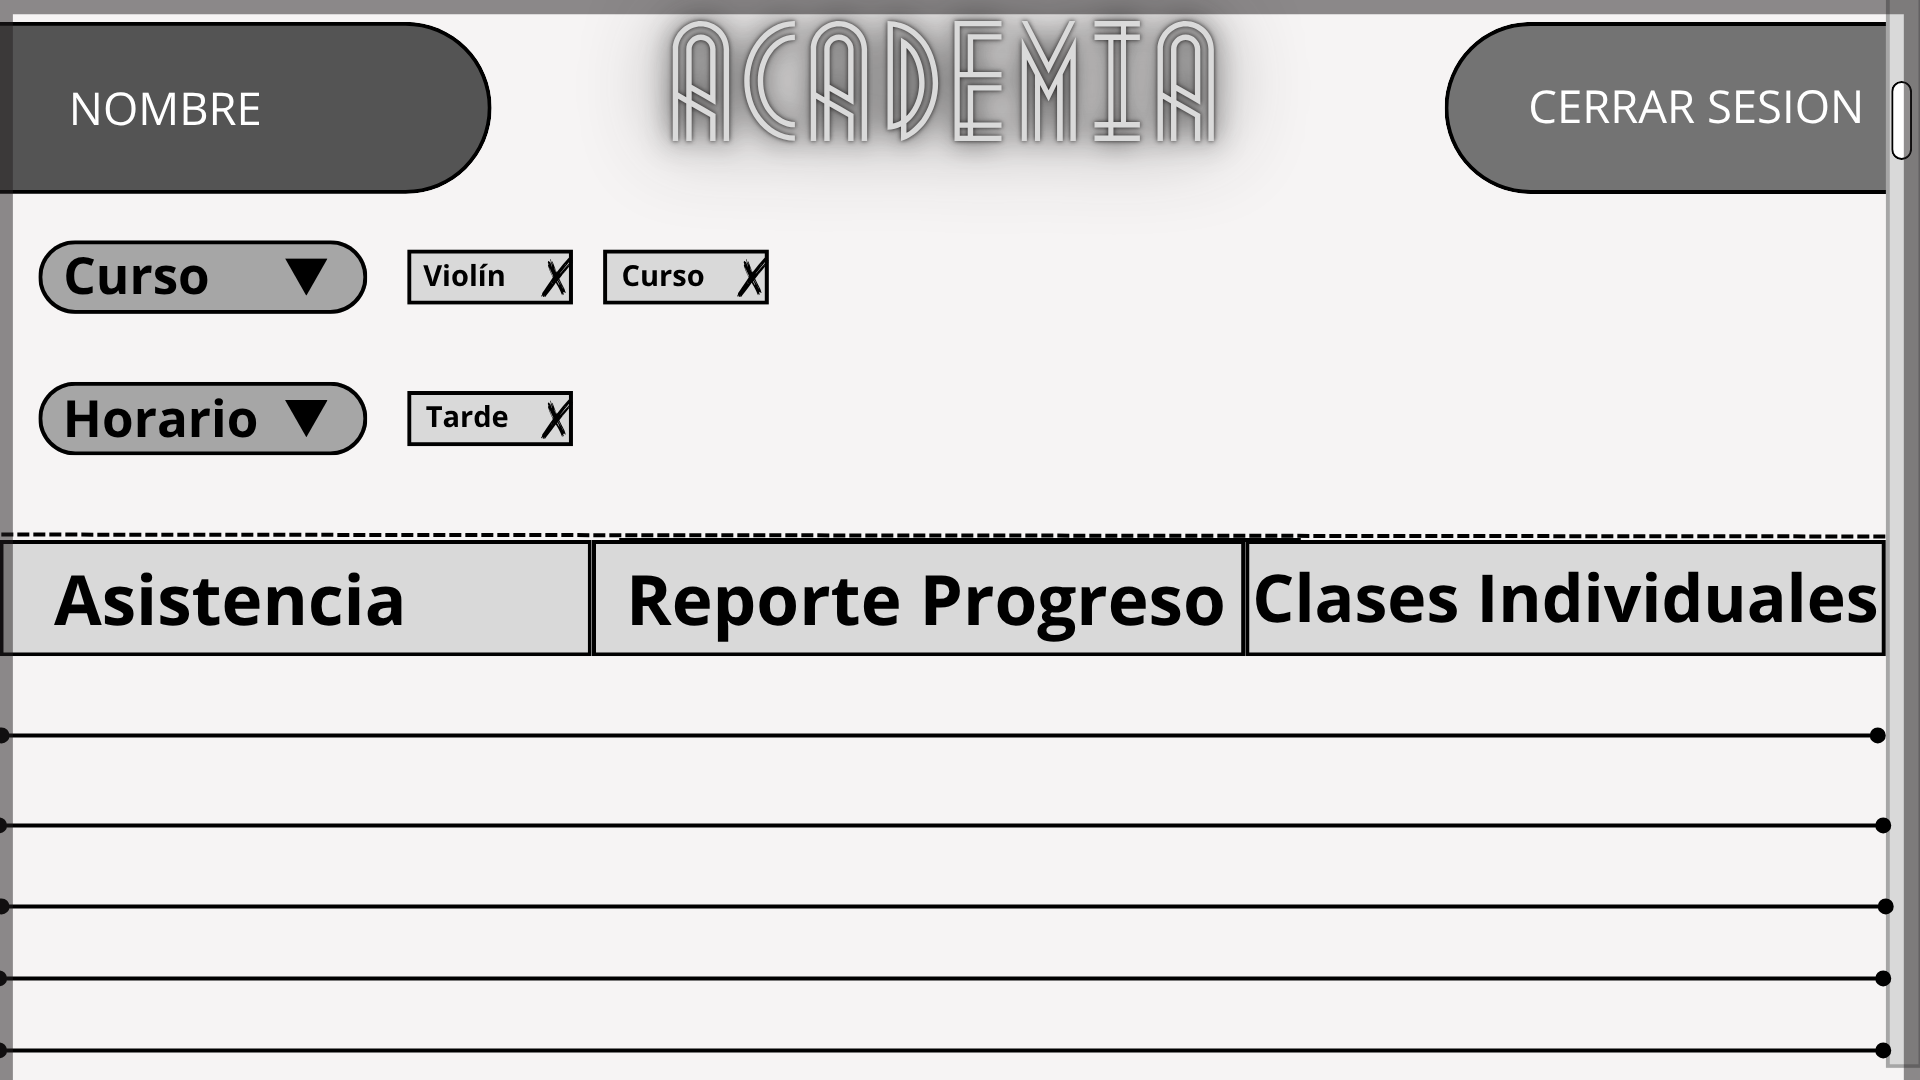 NOMBRE
ACADEMIA
CERRAR SESION
Curso
Violín X
Curso X
Horario
Tarde X
Asistencia
Reporte Progreso
Clases Individuales